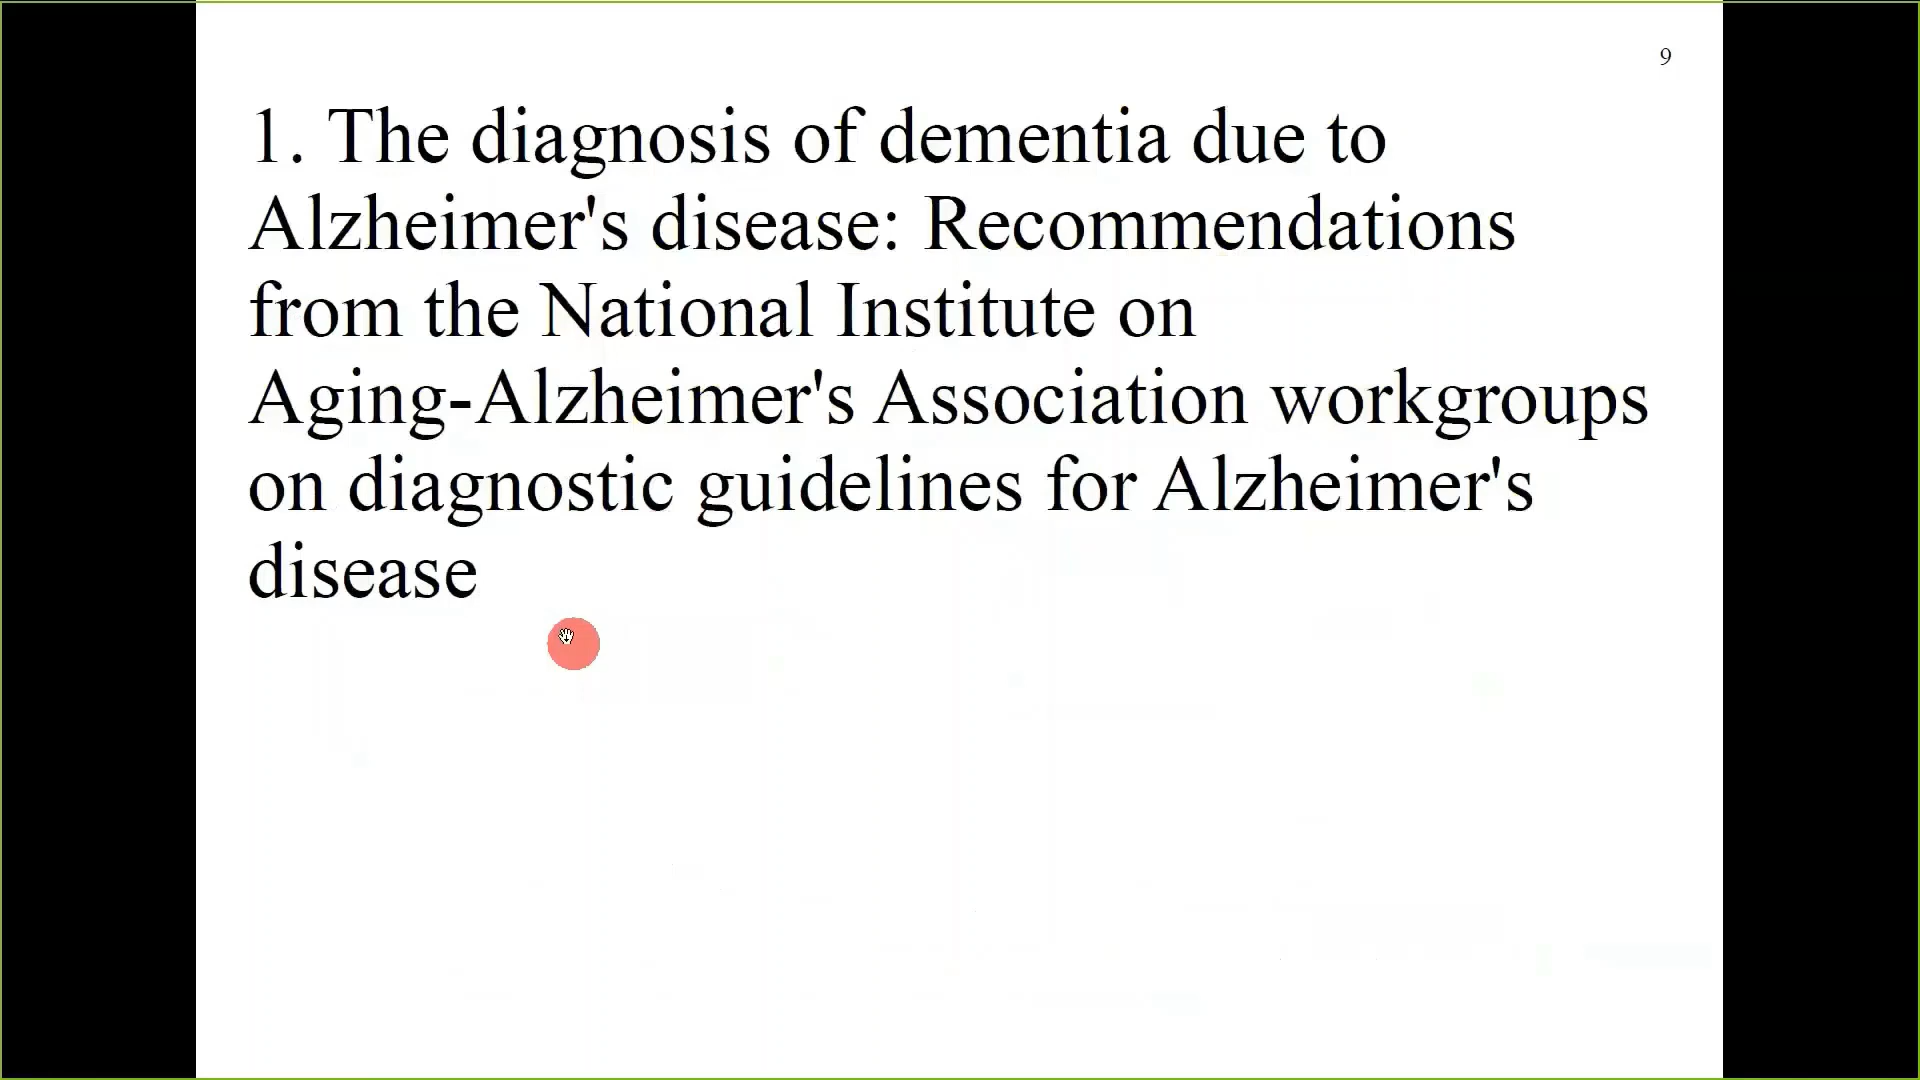 9
1. The diagnosis of dementia due to
Alzheimer's disease: Recommendations
from the National Institute on
Aging-Alzheimer's Association workgroups
on diagnostic guidelines for Alzheimer's
disease